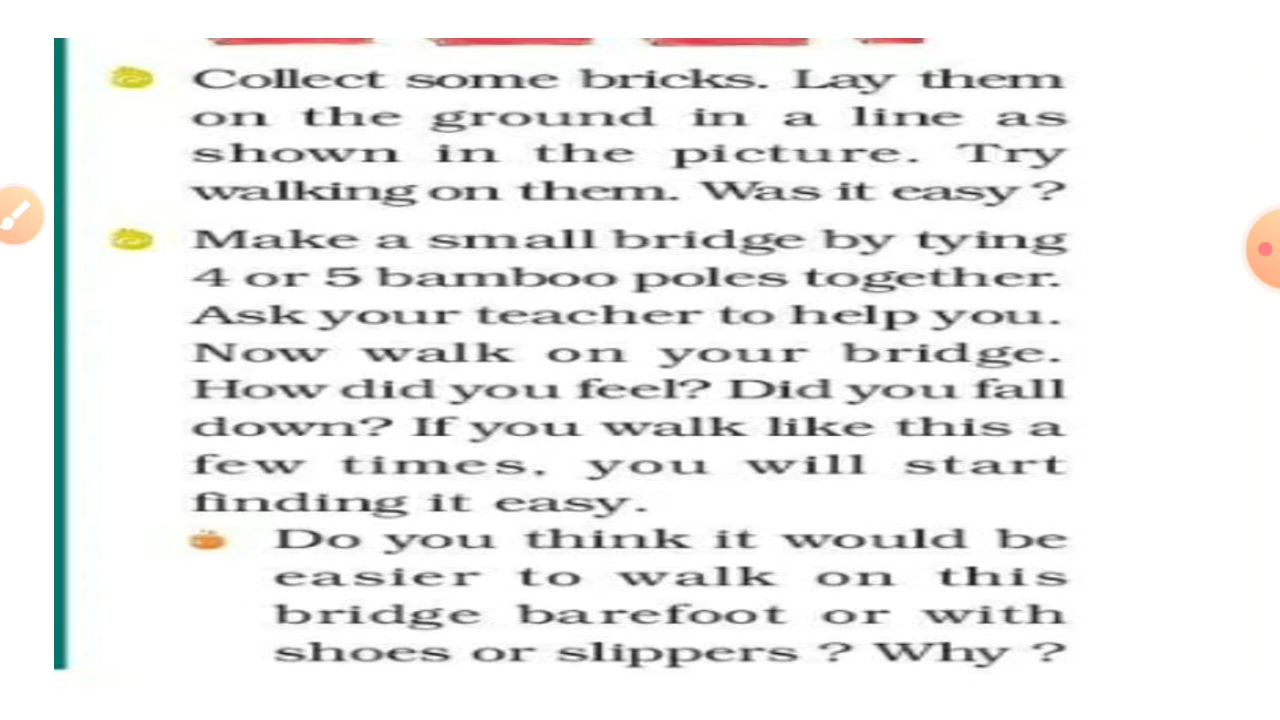 Collect some bricks. Lay them
on the ground in a line as
shown in the picture. Try
walking on them. Was it easy ?
Make a small bridge by tying
4 or 5 bamboo poles together.
Ask your teacher to help you.
Now walk on your bridge.
How did you feel? Did you fall
down? If you walk like this a
few times, you will start
finding it easy.
Do you think it would be
easier to walk on this
bridge barefoot or with
shoes or slippers ? Why ?